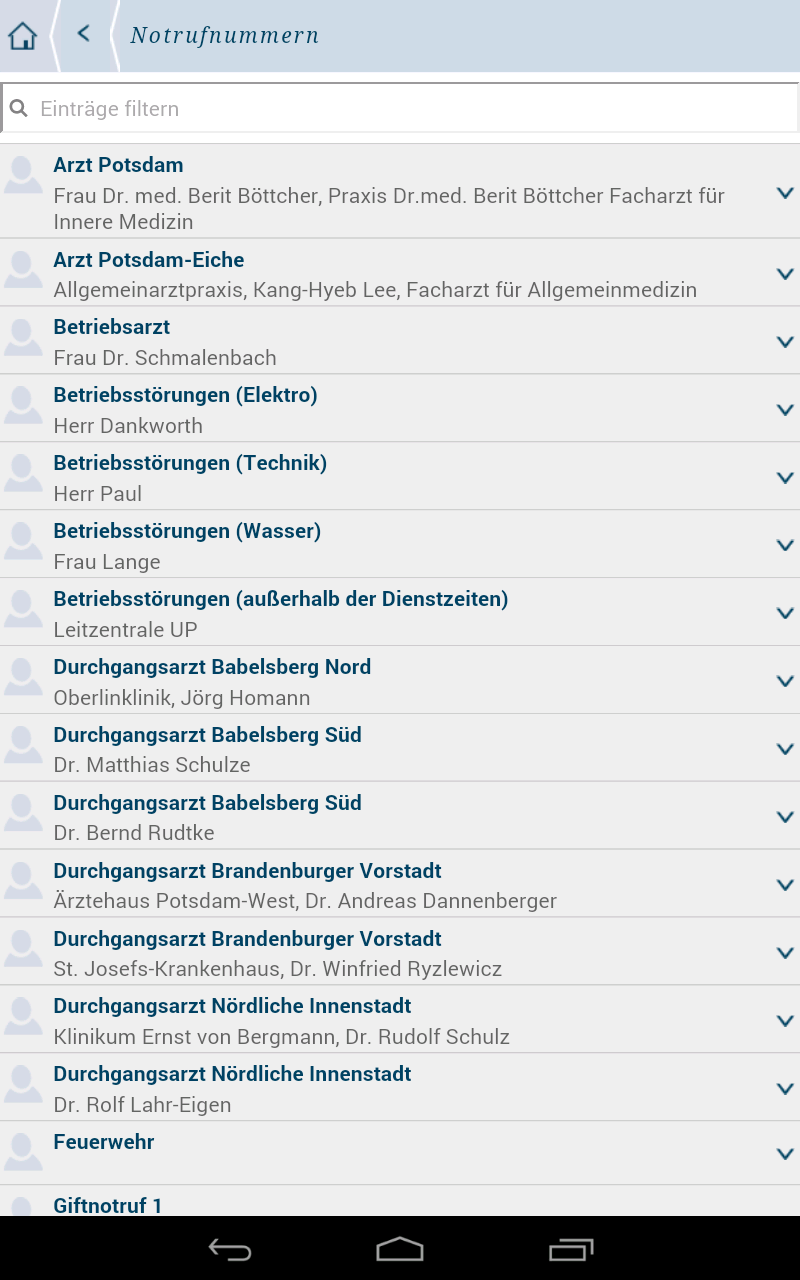 Notrufnummern
Einträge filtern
Arzt Potsdam
Frau Dr. med. Berit Böttcher, Praxis Dr.med. Berit Böttcher Facharzt für
Innere Medizin
Arzt Potsdam-Eiche
Allgemeinarztpraxis, Kang-Hyeb Lee, Facharzt für Allgemeinmedizin
Betriebsarzt
Frau Dr. Schmalenbach
Betriebsstörungen (Elektro)
Herr Dankworth
Betriebsstörungen (Technik)
Herr Paul
Betriebsstörungen (Wasser)
Frau Lange
Betriebsstörungen (außerhalb der Dienstzeiten)
Leitzentrale UP
Durchgangsarzt Babelsberg Nord
Oberlinklinik, Jörg Homann
Durchgangsarzt Babelsberg Süd
Dr. Matthias Schulze
Durchgangsarzt Babelsberg Süd
Dr. Bernd Rudtke
Durchgangsarzt Brandenburger Vorstadt
Ärztehaus Potsdam-West, Dr. Andreas Dannenberger
Durchgangsarzt Brandenburger Vorstadt
St. Josefs-Krankenhaus, Dr. Winfried Ryzlewicz
Durchgangsarzt Nördliche Innenstadt
Klinikum Ernst von Bergmann, Dr. Rudolf Schulz
Durchgangsarzt Nördliche Innenstadt
Dr. Rolf Lahr-Eigen
Feuerwehr
Giftnotruf 1